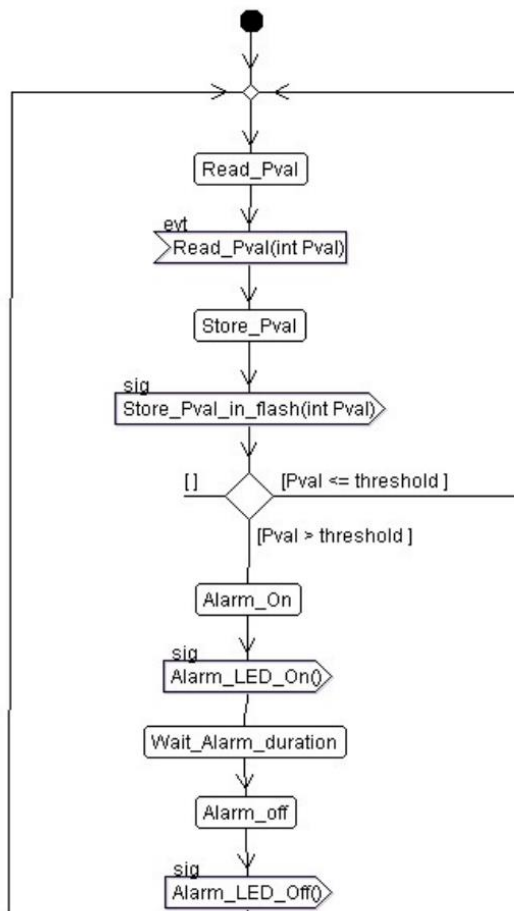 Read_Pval
evt
Read_Pval(int Pval)
Store_Pval
sig
Store_Pval_in_flash(int Pval)
[ ]
[Pval <= threshold ]
[Pval > threshold ]
Alarm_On
sig
Alarm_LED_On()
Wait_Alarm_duration
Alarm_off
sig
Alarm_LED_Off()